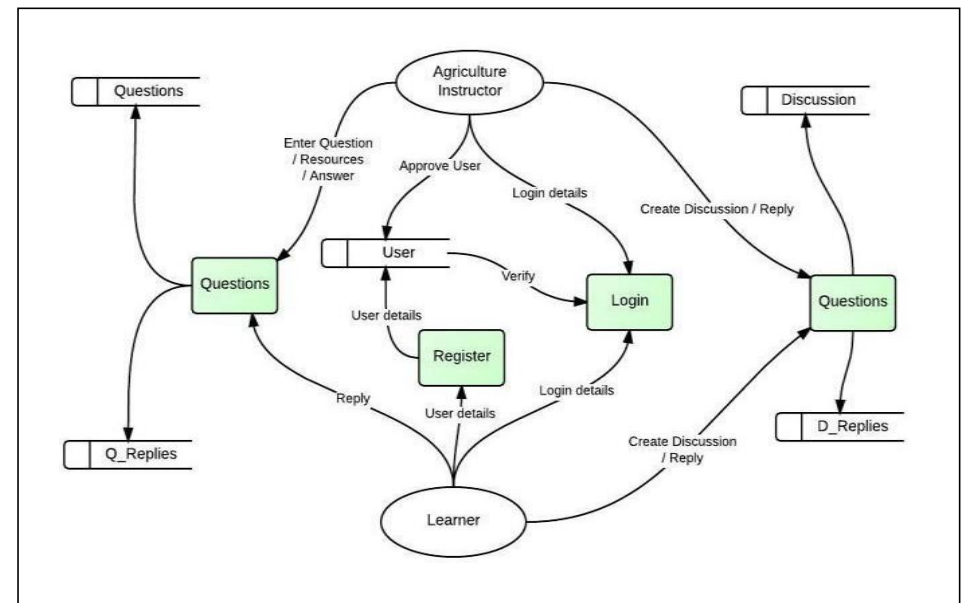 Agriculture
Instructor
Questions
Discussion
Enter Question
/ Resources
/ Answer
Approve User
Login details
Create Discussion / Reply
User
Verify
Questions
Login
Questions
User details
Register
Reply
User details
Login details
D_Replies
Create Discussion
/ Reply
Q_Replies
Learner